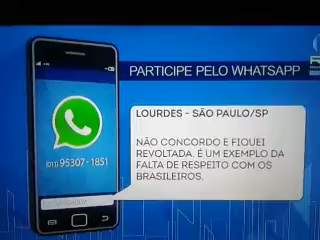 PARTICIPE PELO WHATSAPP
LOURDES - SÃO PAULO/SP
NÃO CONCORDO E FIQUEI
REVOLTADA. É UM EXEMPLO DA
FALTA DE RESPEITO COM OS
BRASILEIROS.
(011) 95307-1851